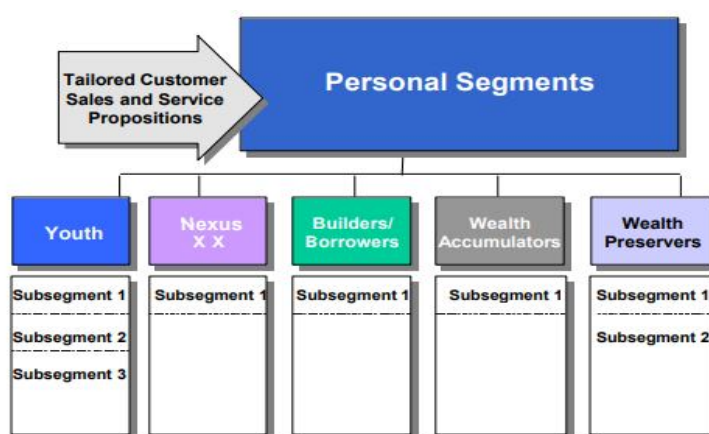 Tailored Customer
Sales and Service
Propositions
Personal Segments
Youth
Nexus
X X
Builders/
Borrowers
Wealth
Accumulators
Wealth
Preservers
Subsegment 1
Subsegment 2
Subsegment 3
Subsegment 1
Subsegment 1
Subsegment 1
Subsegment 1
Subsegment 2